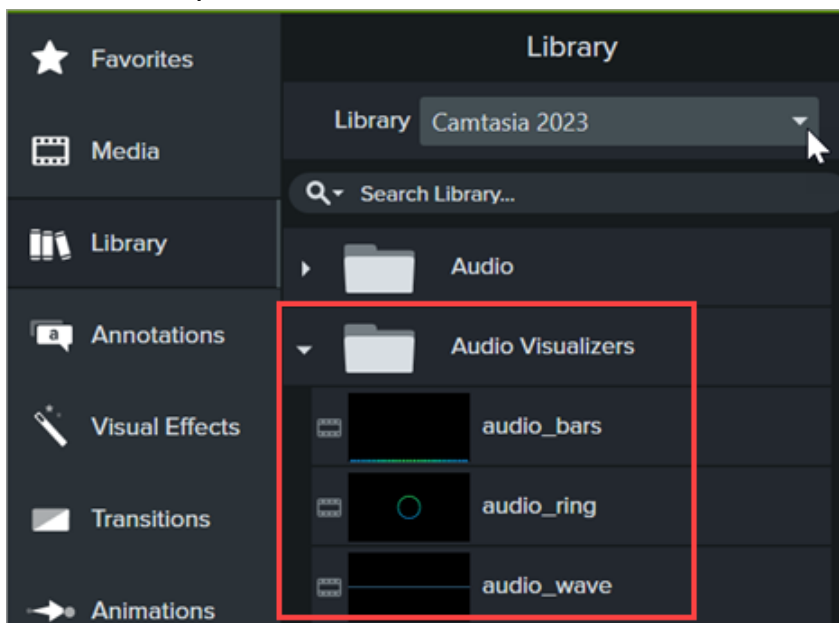 Favorites
Media
Library
Annotations
Visual Effects
Transitions
Animations
Library
Library Camtasia 2023
Search Library...
Audio
Audio Visualizers
audio_bars
audio_ring
audio_wave